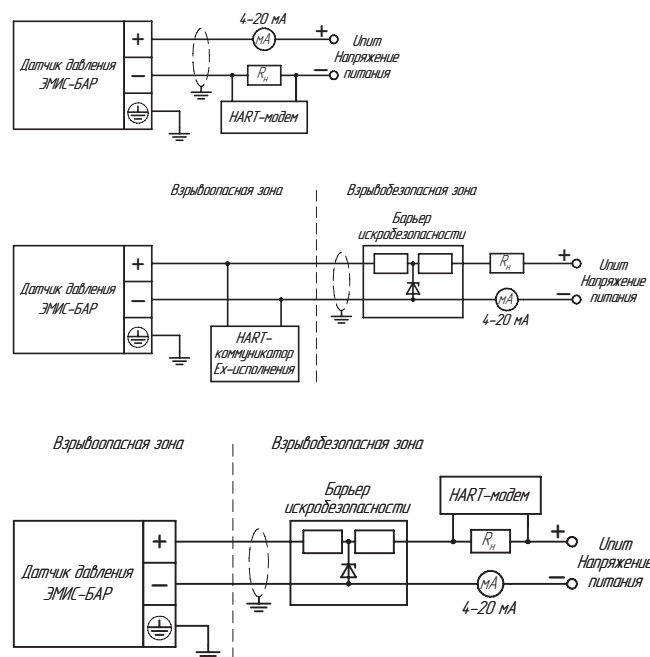 4-20 мА
+
мА
+
Uпит
Датчик давления
ЭМИС-БАР
Напряжение
питания
−
Rн
−
HART-модем
Взрывоопасная зона
Взрывобезопасная зона
Барьер
искробезопасности
+
Rн
+
Uпит
Датчик давления
ЭМИС-БАР
Напряжение
питания
−
мА
−
4-20 мА
HART-
коммуникатор
Ex-исполнения
Взрывоопасная зона
Взрывобезопасная зона
Барьер
искробезопасности
HART-модем
+
Rн
+
Uпит
Датчик давления
ЭМИС-БАР
Напряжение
питания
−
мА
−
4-20 мА